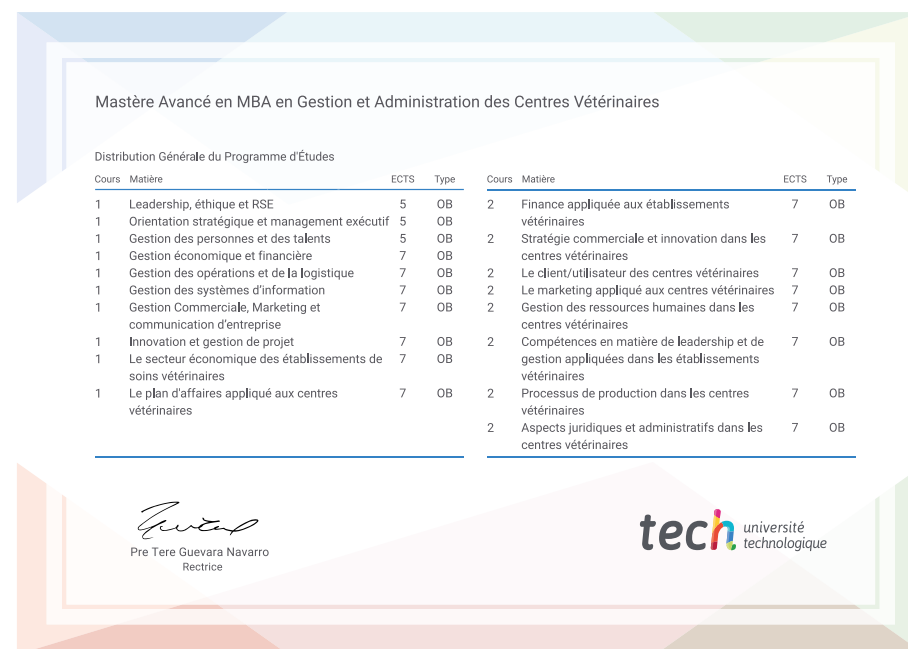 Mastère Avancé en MBA en Gestion et Administration des Centres Vétérinaires
Distribution Générale du Programme d'Études
Cours Matière ECTS Type
1 Leadership, éthique et RSE 5 OB
1 Orientation stratégique et management exécutif 5 OB
1 Gestion des personnes et des talents 5 OB
1 Gestion économique et financière 7 OB
1 Gestion des opérations et de la logistique 7 OB
1 Gestion des systèmes d'information 7 OB
1 Gestion Commerciale, Marketing et 7 OB
communication d'entreprise
1 Innovation et gestion de projet 7 OB
1 Le secteur économique des établissements de 7 OB
soins vétérinaires
1 Le plan d'affaires appliqué aux centres 7 OB
vétérinaires
Cours Matière ECTS Type
2 Finance appliquée aux établissements 7 OB
vétérinaires
2 Stratégie commerciale et innovation dans les 7 OB
centres vétérinaires
2 Le client/utilisateur des centres vétérinaires 7 OB
2 Le marketing appliqué aux centres vétérinaires 7 OB
2 Gestion des ressources humaines dans les 7 OB
centres vétérinaires
2 Compétences en matière de leadership et de 7 OB
gestion appliquées dans les établissements
vétérinaires
2 Processus de production dans les centres 7 OB
vétérinaires
2 Aspects juridiques et administratifs dans les 7 OB
centres vétérinaires
Pre Tere Guevara Navarro
Rectrice
tech université
technologique